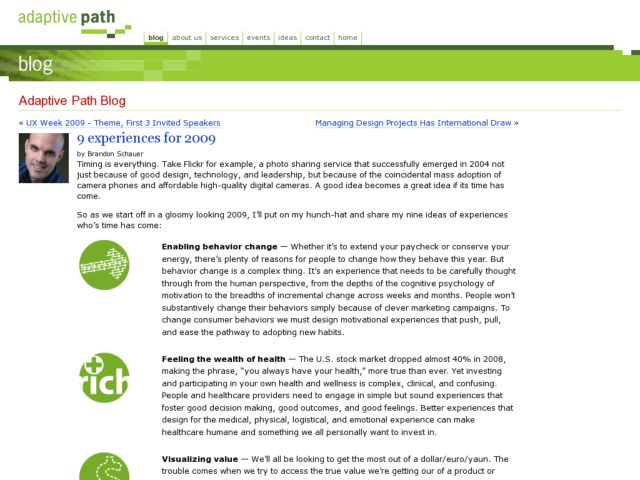 adaptive path
blog about us services events ideas contact home
blog
Adaptive Path Blog
« UX Week 2009 - Theme, First 3 Invited Speakers Managing Design Projects Has International Draw »
9 experiences for 2009
by Brandon Schauer
Timing is everything. Take Flickr for example, a photo sharing service that successfully emerged in 2004 not
just because of good design, technology, and leadership, but because of the coincidental mass adoption of
camera phones and affordable high-quality digital cameras. A good idea becomes a great idea if its time has
come.
So as we start off in a gloomy looking 2009, I'll put on my hunch-hat and share my nine ideas of experiences
who's time has come:
Enabling behavior change — Whether it's to extend your paycheck or conserve your
energy, there's plenty of reasons for people to change how they behave this year. But
behavior change is a complex thing. It's an experience that needs to be carefully thought
through from the human perspective, from the depths of the cognitive psychology of
motivation to the breadths of incremental change across weeks and months. People won't
substantively change their behaviors simply because of clever marketing campaigns. To
change consumer behaviors we must design motivational experiences that push, pull,
and ease the pathway to adopting new habits.
rich
Feeling the wealth of health — The U.S. stock market dropped almost 40% in 2008,
making the phrase, "you always have your health," more true than ever. Yet investing
and participating in your own health and wellness is complex, clinical, and confusing.
People and healthcare providers need to engage in simple but sound experiences that
foster good decision making, good outcomes, and good feelings. Better experiences that
design for the medical, physical, logistical, and emotional experience can make
healthcare humane and something we all personally want to invest in.
$
Visualizing value — We'll all be looking to get the most out of a dollar/euro/yaun. The
trouble comes when we try to access the true value we're getting our of a product or